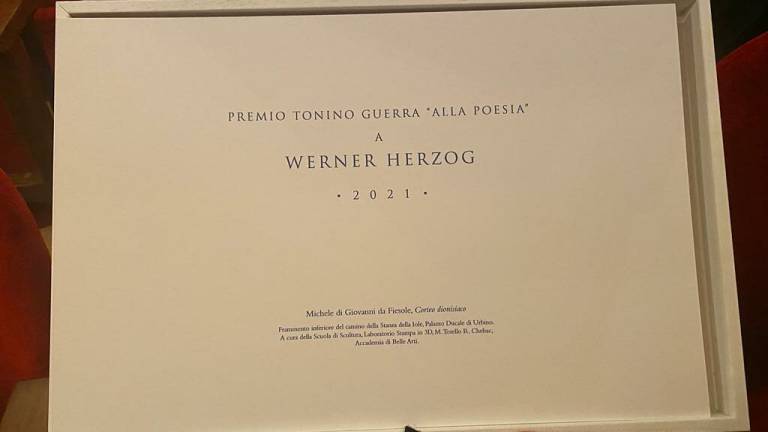 PREMIO TONINO GUERRA "ALLA POESIA"
A
WERNER HERZOG
• 2021 •
Michele di Giovanni da Fiesole, Corteo dionisiaco
Frammento inferiore del camino della Stanza della Iole, Palazzo Ducale di Urbino.
A cura della Scuola di Scultura, Laboratorio Stampa in 3D, M. Tosello B., Chebac,
Accademia di Belle Arti.